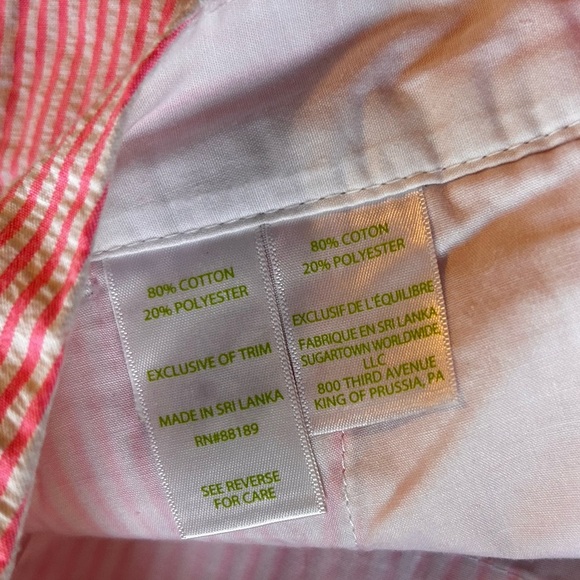 80% COTTON
20% POLYESTER
EXCLUSIVE OF TRIM
MADE IN SRI LANKA
RN#88189
SEE REVERSE
FOR CARE
80% COTON
20% POLYESTER
EXCLUSIF DE L'ÉQUILIBRE
FABRIQUE EN SRI LANKA
SUGARTOWN WORLDWIDE,
LLC
800 THIRD AVENUE
KING OF PRUSSIA, PA